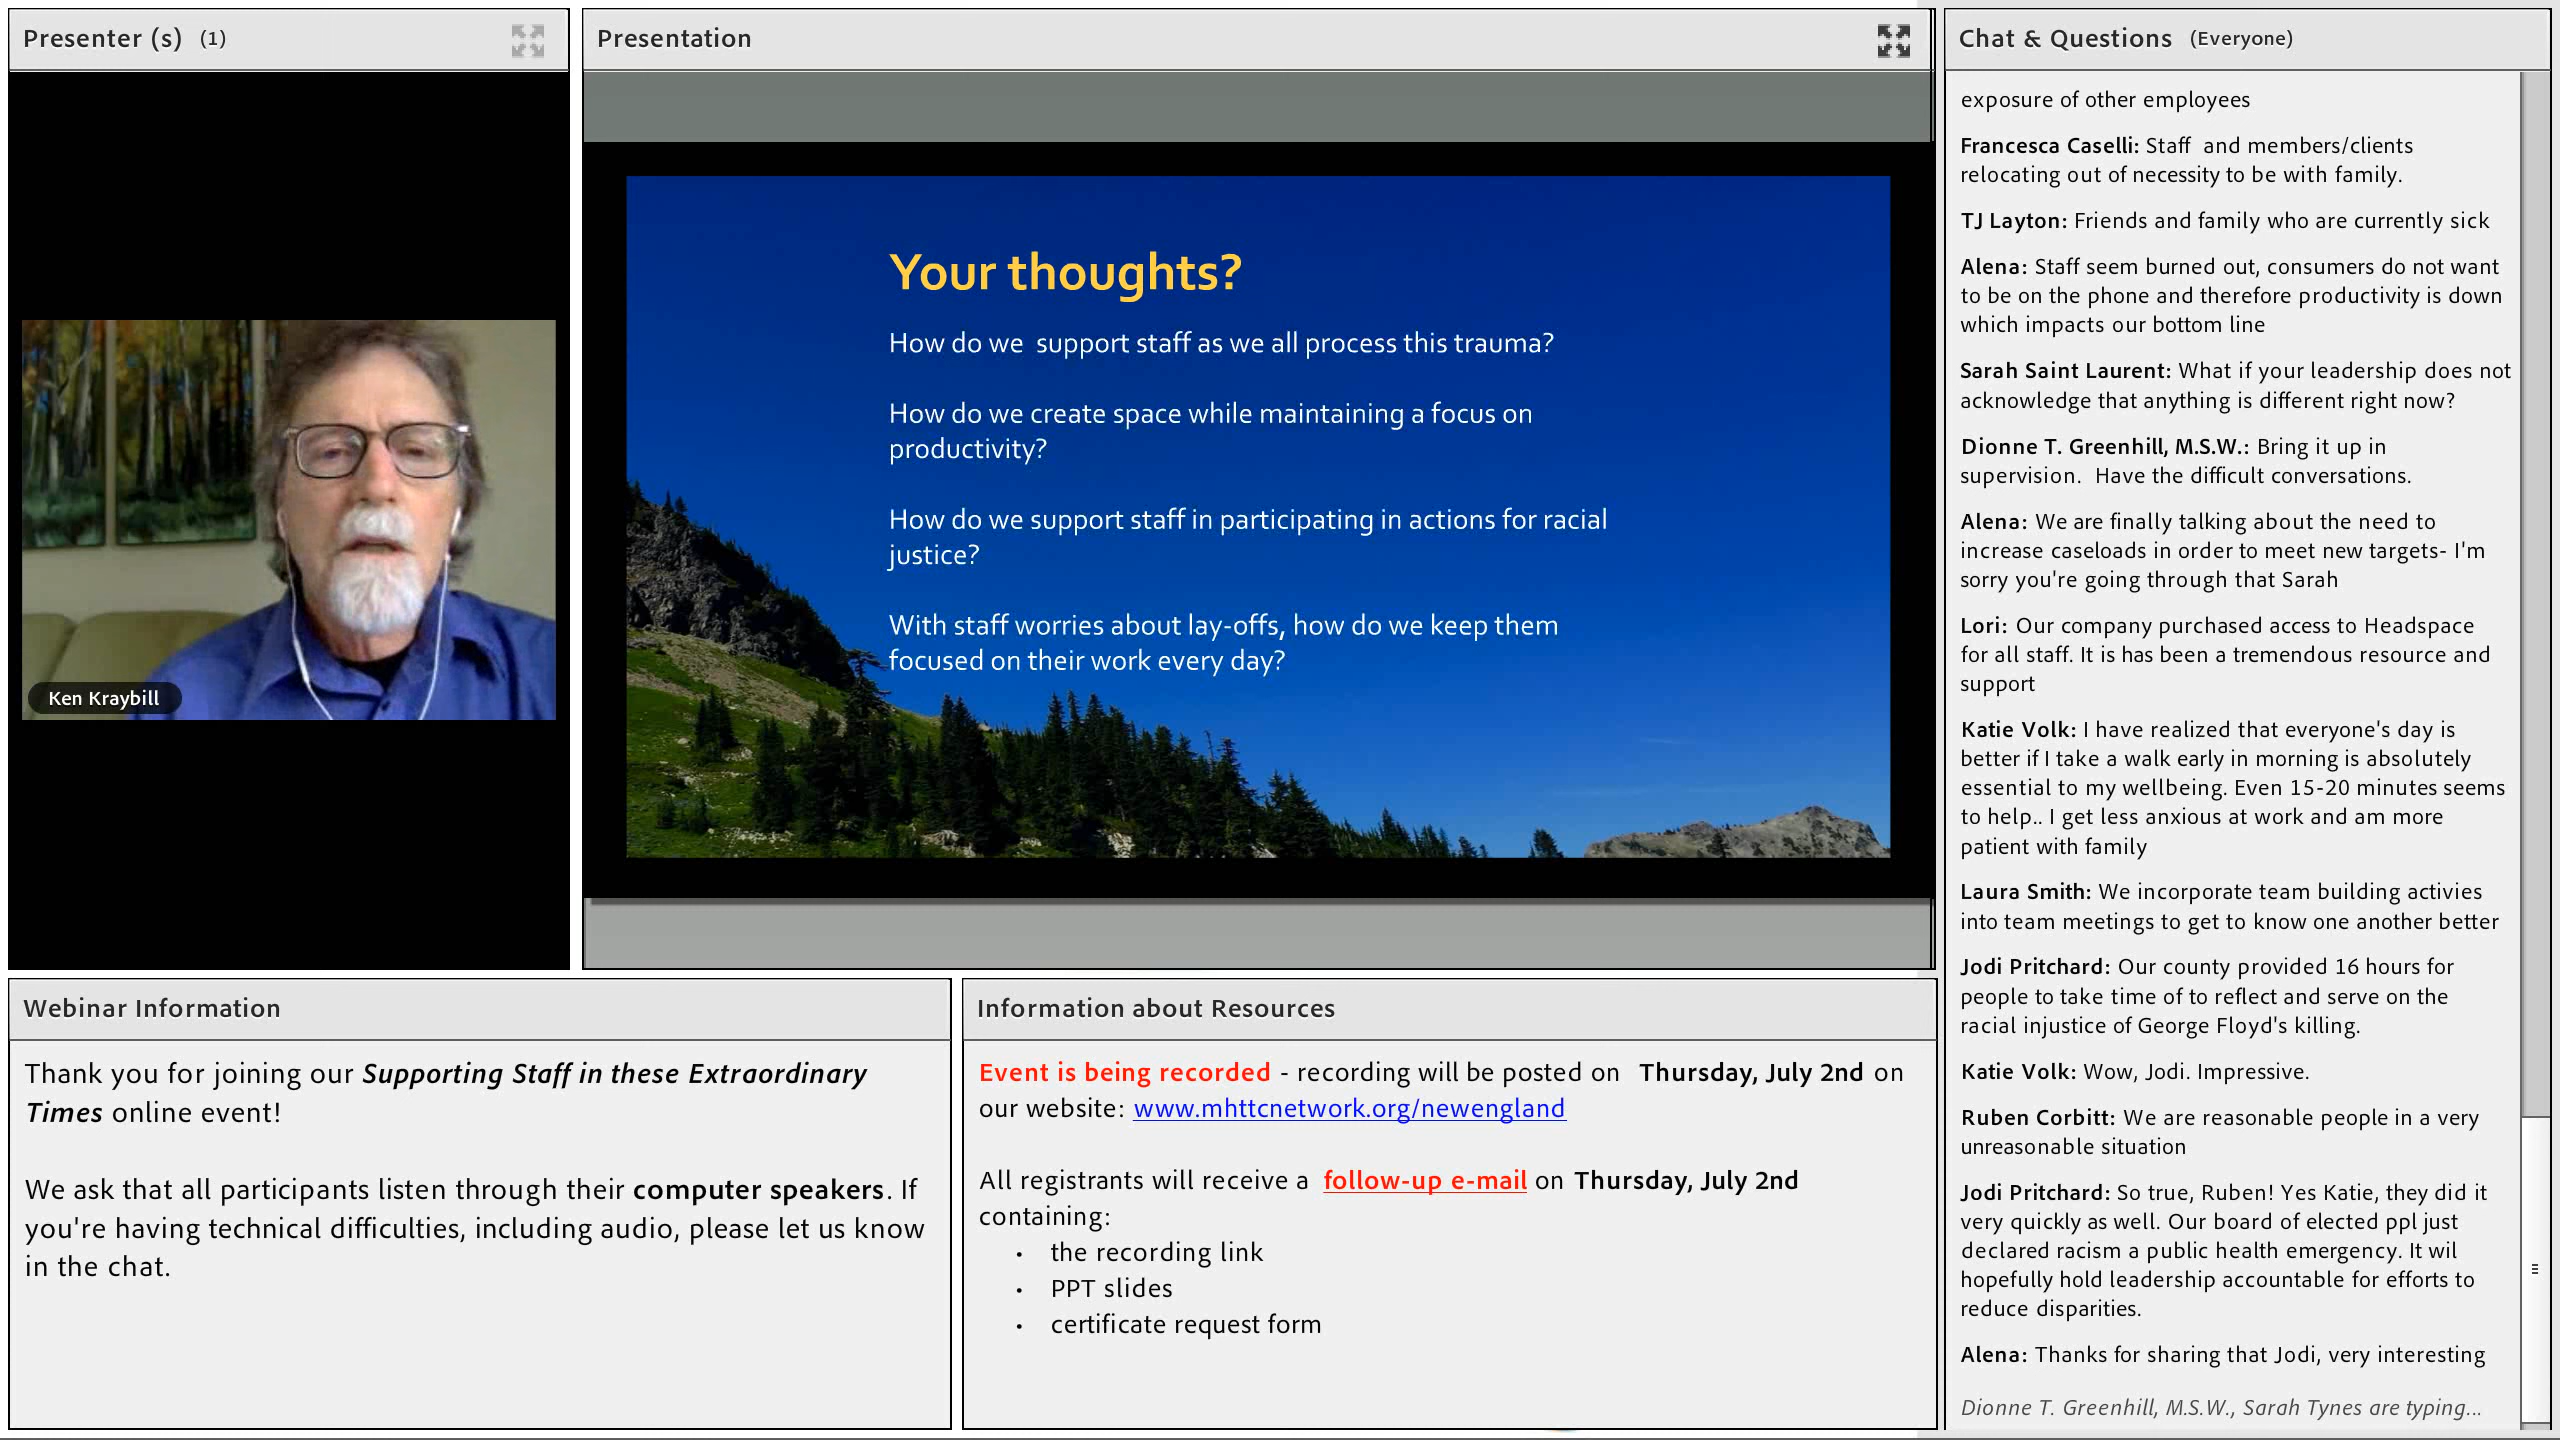 Presenter (s) (1)
Ken Kraybill
Presentation
Your thoughts?
How do we  support staff as we all process this trauma?
How do we create space while maintaining a focus on
productivity?
How do we support staff in participating in actions for racial
justice?
With staff worries about lay-offs, how do we keep them
focused on their work every day?
Webinar Information
Thank you for joining our Supporting Staff in these Extraordinary
Times online event!
We ask that all participants listen through their computer speakers. If
you're having technical difficulties, including audio, please let us know
in the chat.
Information about Resources
Event is being recorded - recording will be posted on  Thursday, July 2nd on
our website: www.mhttcnetwork.org/newengland
All registrants will receive a  follow-up e-mail on Thursday, July 2nd
containing:
• the recording link
• PPT slides
• certificate request form
Chat & Questions (Everyone)
exposure of other employees
Francesca Caselli: Staff  and members/clients
relocating out of necessity to be with family.
TJ Layton: Friends and family who are currently sick
Alena: Staff seem burned out, consumers do not want
to be on the phone and therefore productivity is down
which impacts our bottom line
Sarah Saint Laurent: What if your leadership does not
acknowledge that anything is different right now?
Dionne T. Greenhill, M.S.W.: Bring it up in
supervision.  Have the difficult conversations.
Alena: We are finally talking about the need to
increase caseloads in order to meet new targets- I'm
sorry you're going through that Sarah
Lori: Our company purchased access to Headspace
for all staff. It is has been a tremendous resource and
support
Katie Volk: I have realized that everyone's day is
better if I take a walk early in morning is absolutely
essential to my wellbeing. Even 15-20 minutes seems
to help.. I get less anxious at work and am more
patient with family
Laura Smith: We incorporate team building activies
into team meetings to get to know one another better
Jodi Pritchard: Our county provided 16 hours for
people to take time of to reflect and serve on the
racial injustice of George Floyd's killing.
Katie Volk: Wow, Jodi. Impressive.
Ruben Corbitt: We are reasonable people in a very
unreasonable situation
Jodi Pritchard: So true, Ruben! Yes Katie, they did it
very quickly as well. Our board of elected ppl just
declared racism a public health emergency. It wil
hopefully hold leadership accountable for efforts to
reduce disparities.
Alena: Thanks for sharing that Jodi, very interesting
Dionne T. Greenhill, M.S.W., Sarah Tynes are typing...